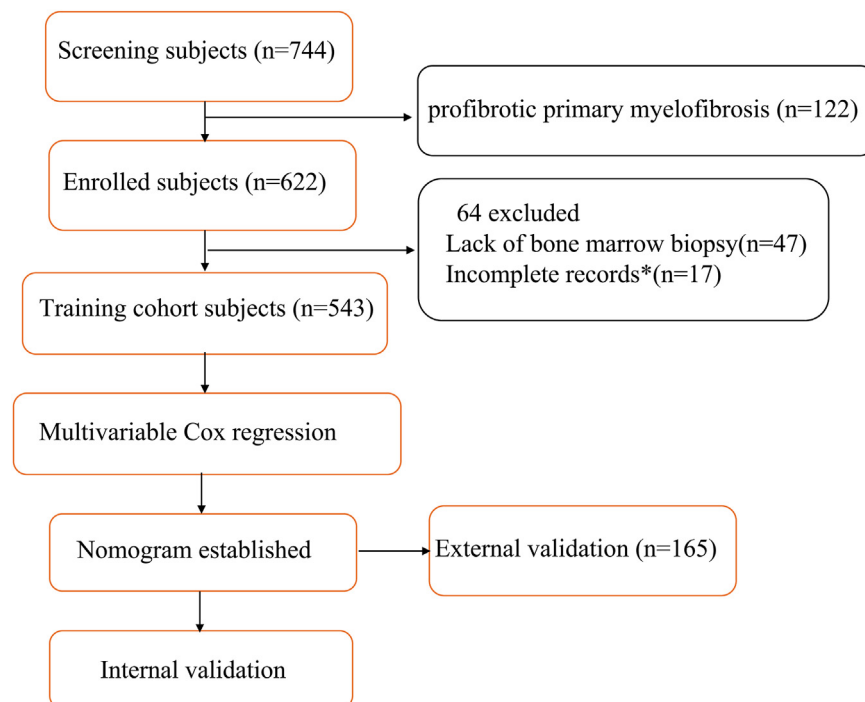 Screening subjects (n=744)
profibrotic primary myelofibrosis (n=122)
Enrolled subjects (n=622)
64 excluded
Lack of bone marrow biopsy(n=47)
Incomplete records*(n=17)
Training cohort subjects (n=543)
Multivariable Cox regression
Nomogram established
External validation (n=165)
Internal validation